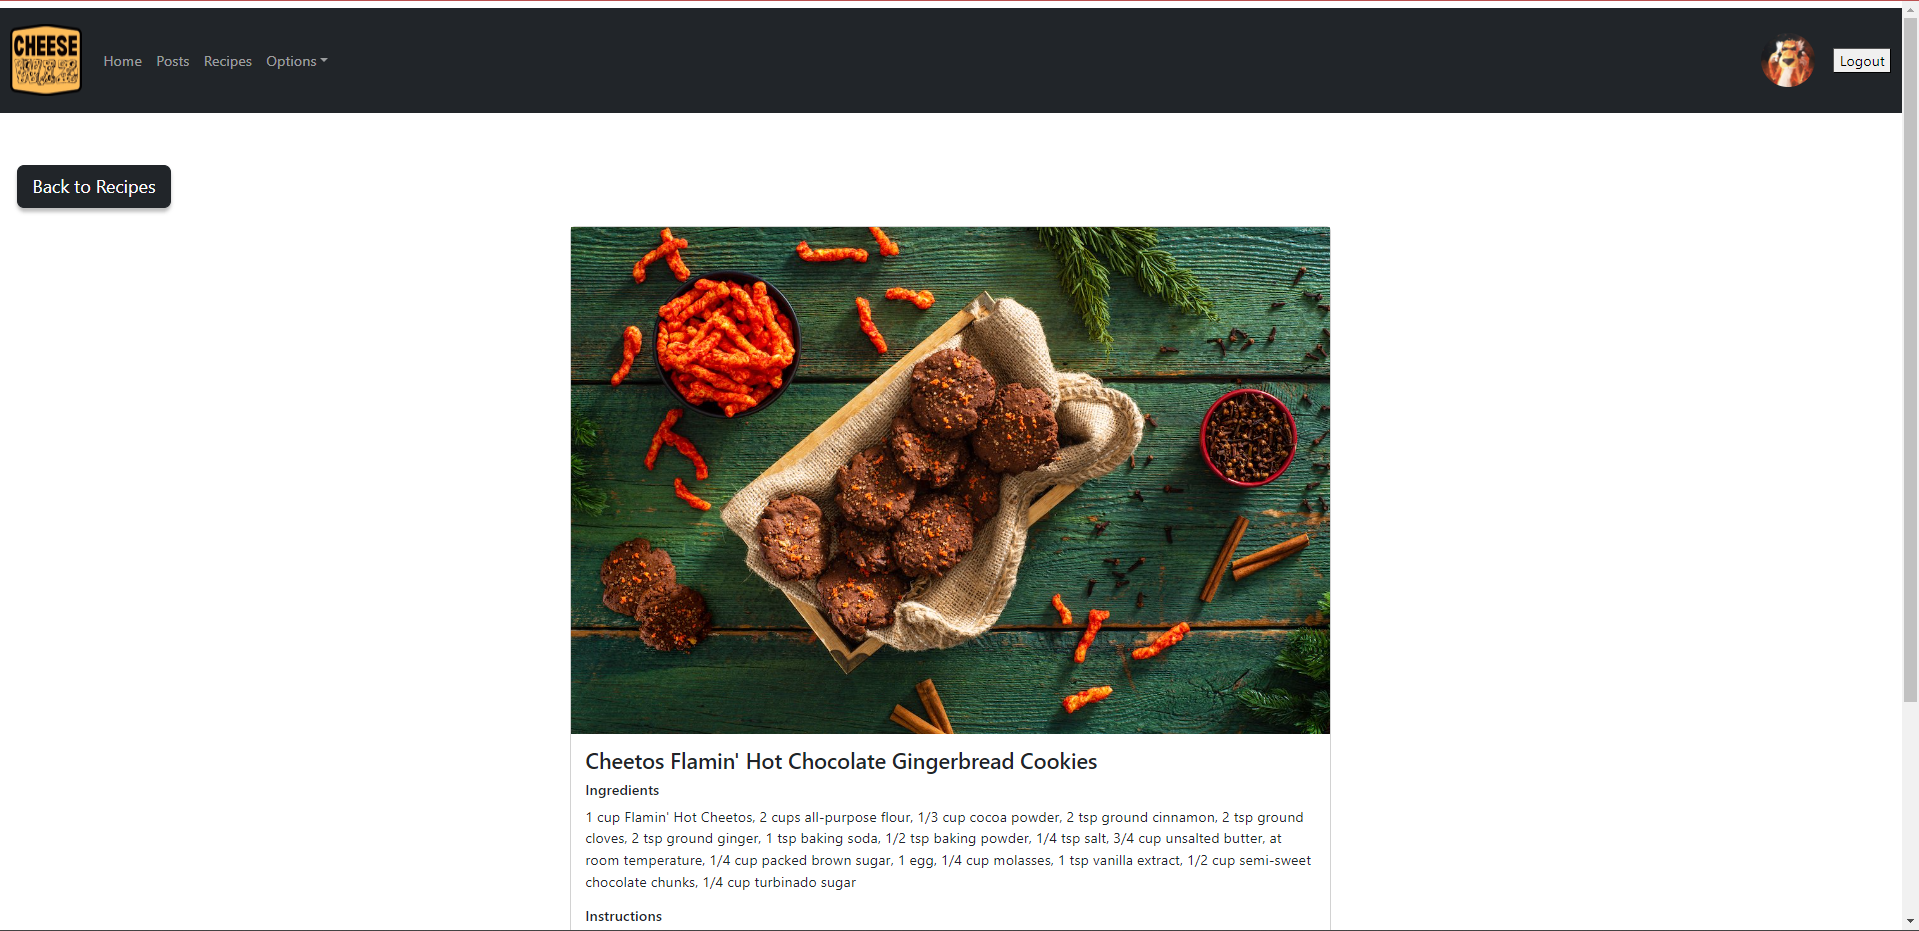 CHEESE
WIZ
Home Posts Recipes Options
Logout
Back to Recipes
Cheetos Flamin' Hot Chocolate Gingerbread Cookies
Ingredients
1 cup Flamin' Hot Cheetos, 2 cups all-purpose flour, 1/3 cup cocoa powder, 2 tsp ground cinnamon, 2 tsp ground
cloves, 2 tsp ground ginger, 1 tsp baking soda, 1/2 tsp baking powder, 1/4 tsp salt, 3/4 cup unsalted butter, at
room temperature, 1/4 cup packed brown sugar, 1 egg, 1/4 cup molasses, 1 tsp vanilla extract, 1/2 cup semi-sweet
chocolate chunks, 1/4 cup turbinado sugar
Instructions